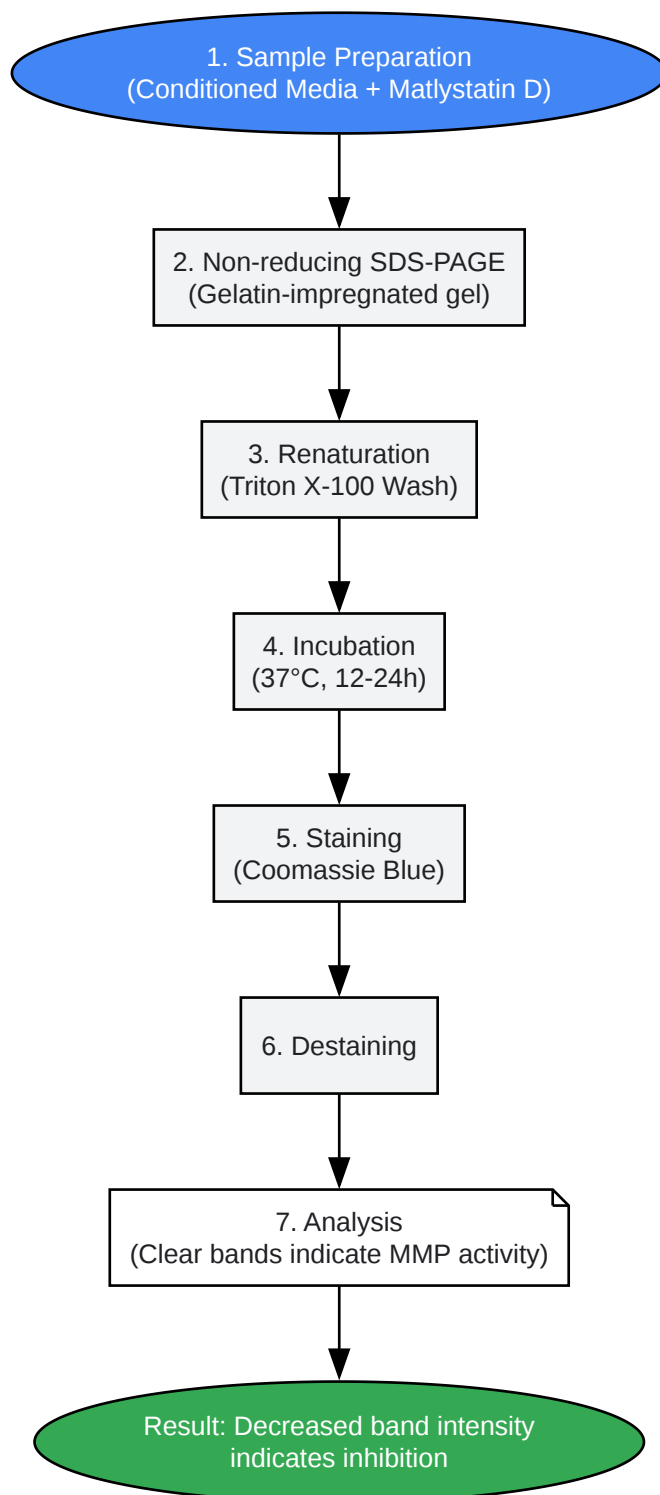 1. Sample Preparation
(Conditioned Media + Matlystatin D)
2. Non-reducing SDS-PAGE
(Gelatin-impregnated gel)
3. Renaturation
(Triton X-100 Wash)
4. Incubation
(37°C, 12-24h)
5. Staining
(Coomassie Blue)
6. Destaining
7. Analysis
(Clear bands indicate MMP activity)
Result: Decreased band intensity
indicates inhibition